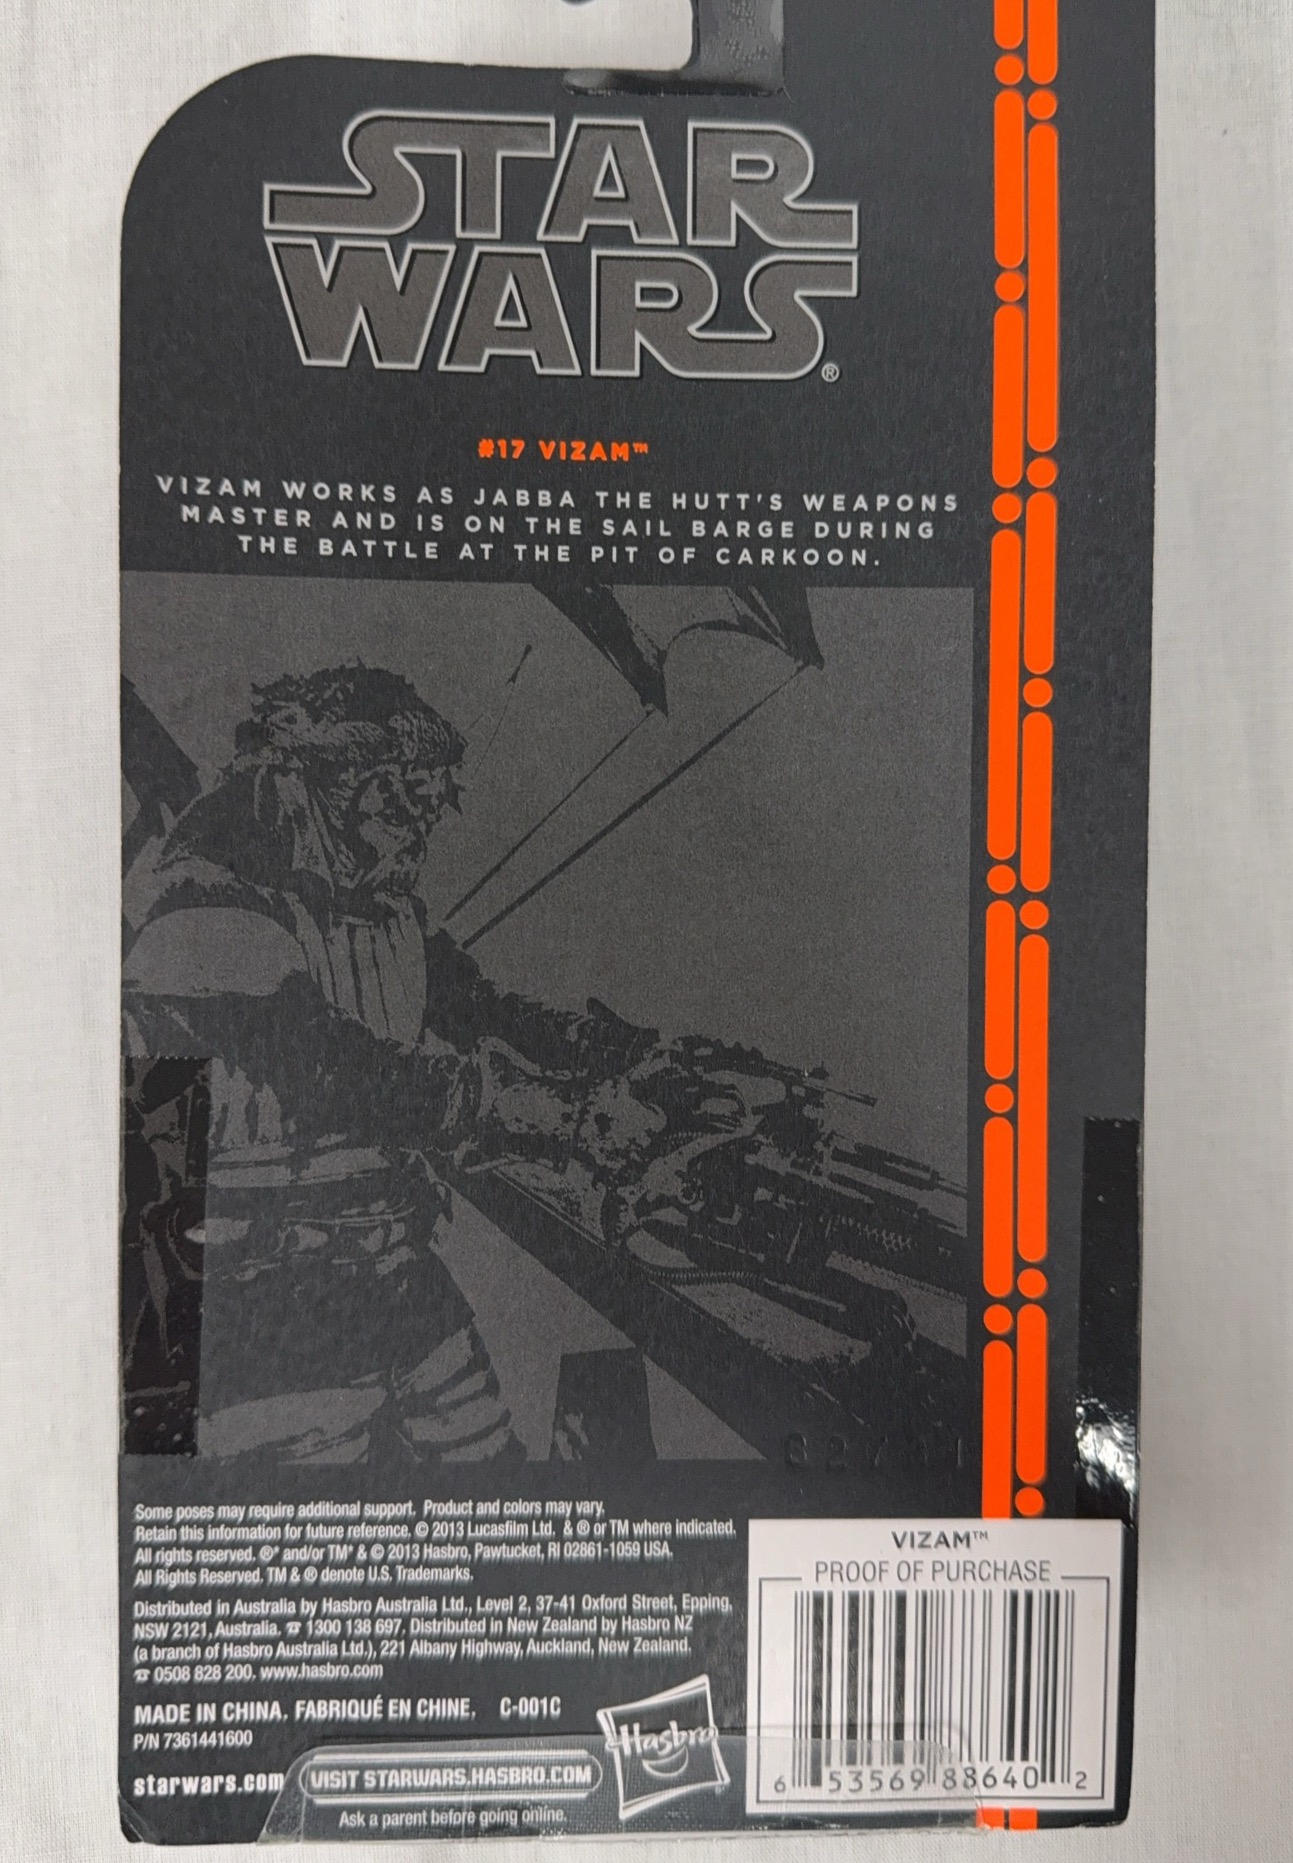 STAR
WARS®
#17 VIZAM™
VIZAM WORKS AS JABBA THE HUTT'S WEAPONS
MASTER AND IS ON THE SAIL BARGE DURING
THE BATTLE AT THE PIT OF CARKOON.
Some poses may require additional support. Product and colors may vary.
Retain this information for future reference. © 2013 Lucasfilm Ltd. & ® or TM where indicated.
All rights reserved. ®* and/or TM* & © 2013 Hasbro, Pawtucket, RI 02861-1059 USA.
All Rights Reserved. TM & ® denote U.S. Trademarks.
Distributed in Australia by Hasbro Australia Ltd., Level 2, 37-41 Oxford Street, Epping,
NSW 2121, Australia. ☎ 1300 138 697. Distributed in New Zealand by Hasbro NZ
(a branch of Hasbro Australia Ltd.), 221 Albany Highway, Auckland, New Zealand.
☎ 0508 828 200. www.hasbro.com
MADE IN CHINA. FABRIQUÉ EN CHINE. C-001C
P/N 7361441600
starwars.com VISIT STARWARS.HASBRO.COM
Ask a parent before going online.
Hasbro
VIZAM™
PROOF OF PURCHASE
6 53569 88640 2